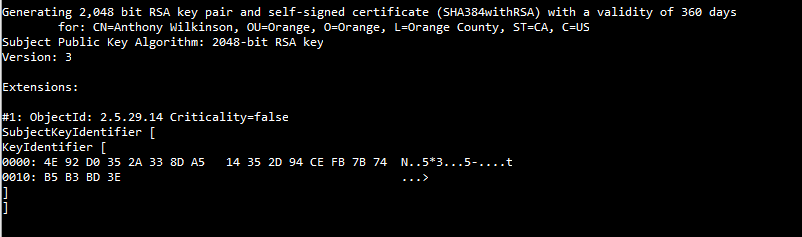 Generating 2,048 bit RSA key pair and self-signed certificate (SHA384withRSA) with a validity of 360 days
for: CN=Anthony Wilkinson, OU=Orange, O=Orange, L=Orange County, ST=CA, C=US
Subject Public Key Algorithm: 2048-bit RSA key
Version: 3
Extensions:
#1: ObjectId: 2.5.29.14 Criticality=false
SubjectKeyIdentifier [
KeyIdentifier [
0000: 4E 92 D0 35 2A 33 8D A5   14 35 2D 94 CE FB 7B 74  N..5*3...5-....t
0010: B5 B3 BD 3E                                        ...>
]
]